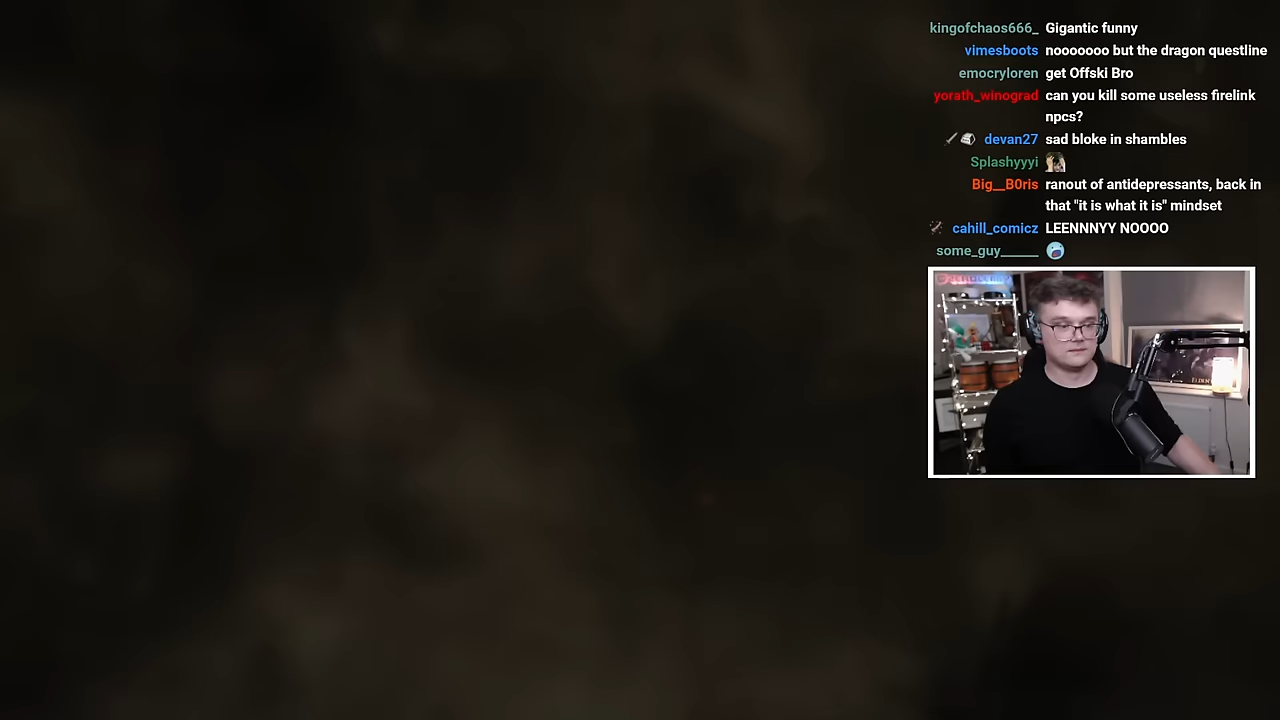 kingofchaos666_ Gigantic funny
vimesboots nooooooo but the dragon questline
emocryloren get Offski Bro
yorath_winograd can you kill some useless firelink
npcs?
devan27 sad bloke in shambles
Splashyyyi
Big__B0ris ranout of antidepressants, back in
that "it is what it is" mindset
cahill_comicz LEENNNYY NOOOO
some_guy______